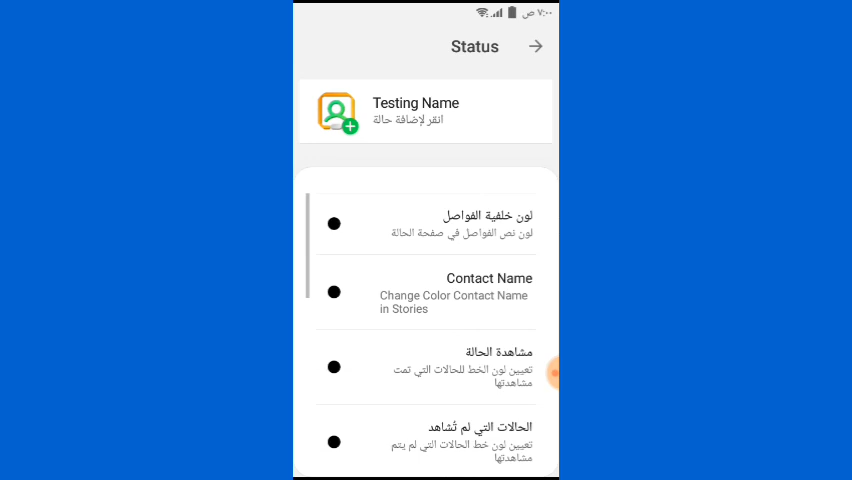 ٧:٠٠ ص
Status
Testing Name
انقر لإضافة حالة
لون خلفية الفواصل
لون نص الفواصل في صفحة الحالة
Contact Name
Change Color Contact Name
in Stories
مشاهدة الحالة
تعيين لون الخط للحالات التي تمت
مشاهدتها
الحالات التي لم تُشاهد
تعيين لون خط الحالات التي لم يتم
مشاهدتها